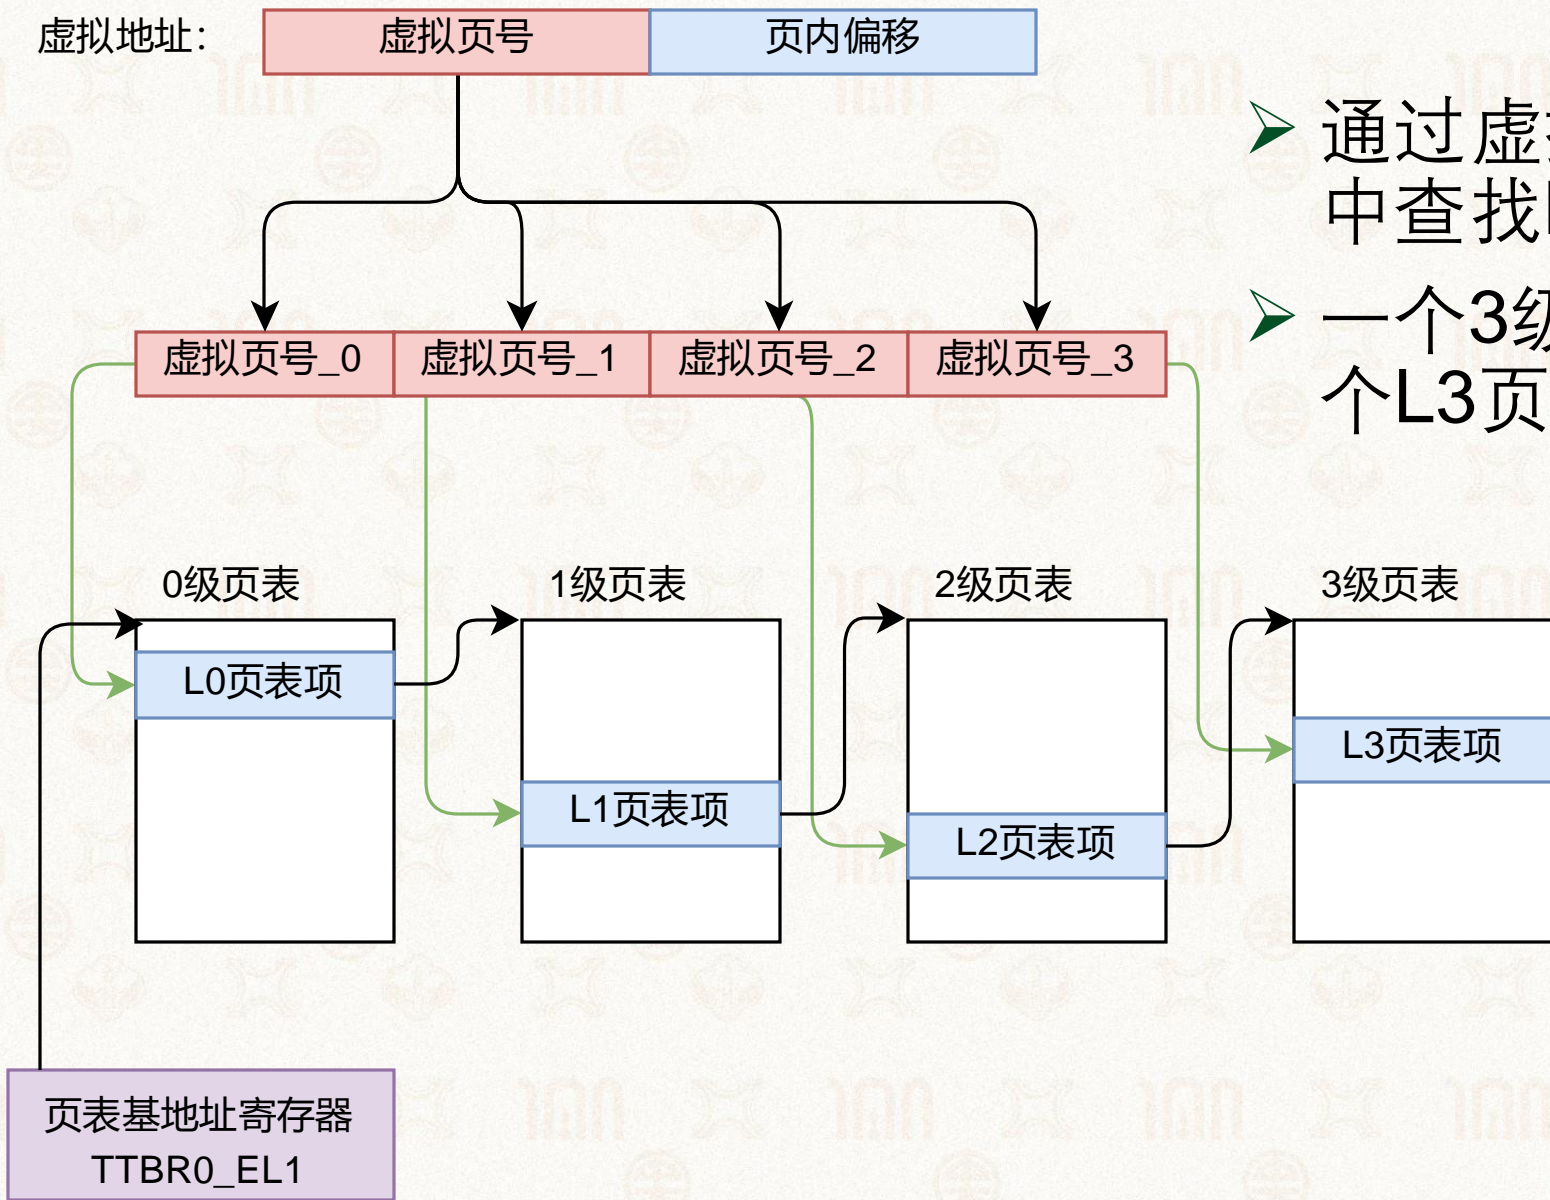 虚拟地址：
虚拟页号
页内偏移
通过虚
中查找
一个3级
个L3页
虚拟页号_0
虚拟页号_1
虚拟页号_2
虚拟页号_3
0级页表
1级页表
2级页表
3级页表
L0页表项
L1页表项
L2页表项
L3页表项
页表基地址寄存器
TTBR0_EL1